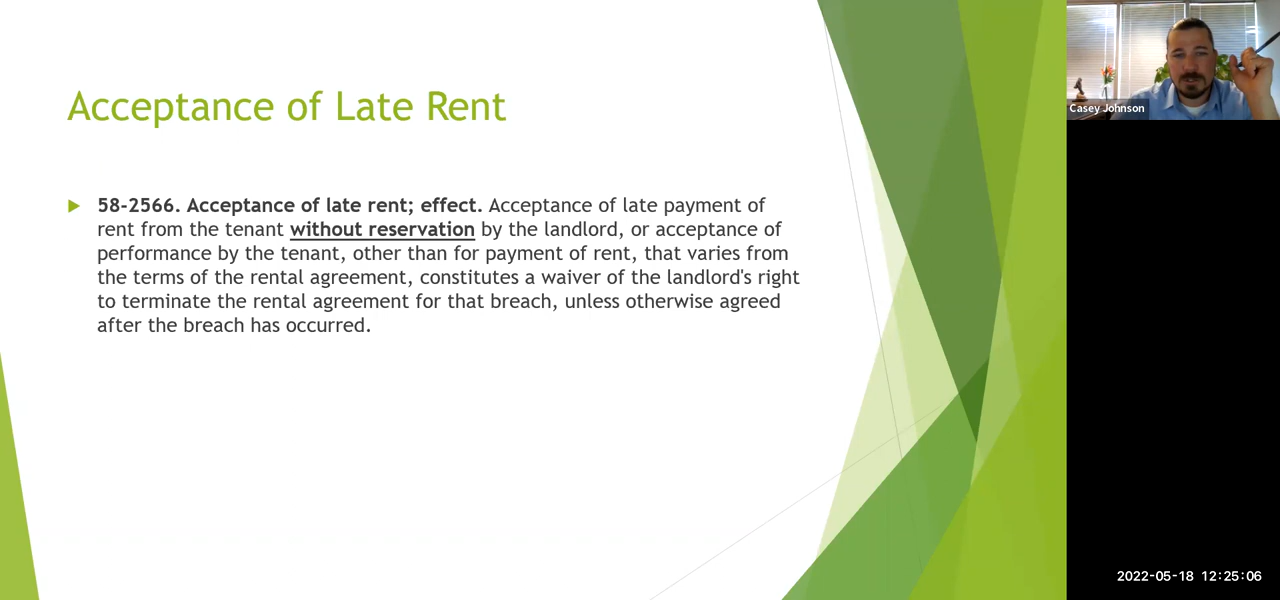 Acceptance of Late Rent
58-2566. Acceptance of late rent; effect. Acceptance of late payment of
rent from the tenant without reservation by the landlord, or acceptance of
performance by the tenant, other than for payment of rent, that varies from
the terms of the rental agreement, constitutes a waiver of the landlord's right
to terminate the rental agreement for that breach, unless otherwise agreed
after the breach has occurred.
Casey Johnson
2022-05-18 12:25:06